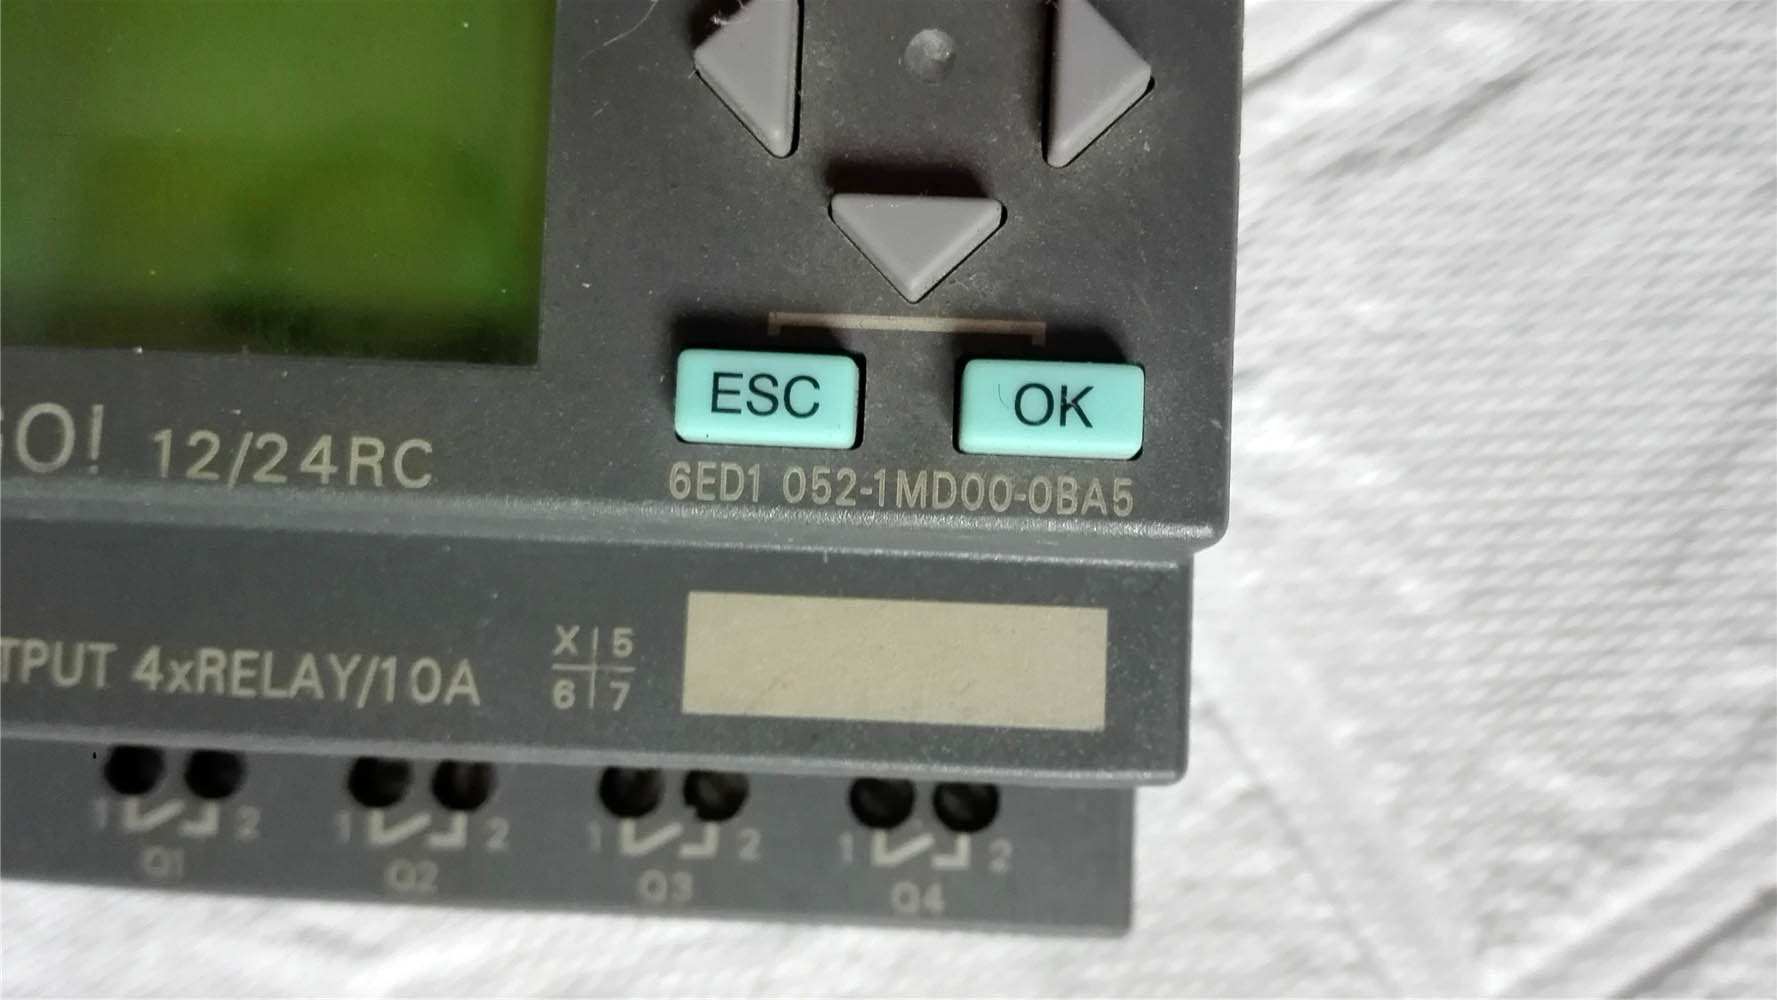 ESC OK
GO! 12/24RC
6ED1 052-1MD00-0BA5
TPUT 4xRELAY/10A
X 5
6 7
1 2 1 2 1 2 1 2
Q1 Q2 Q3 Q4